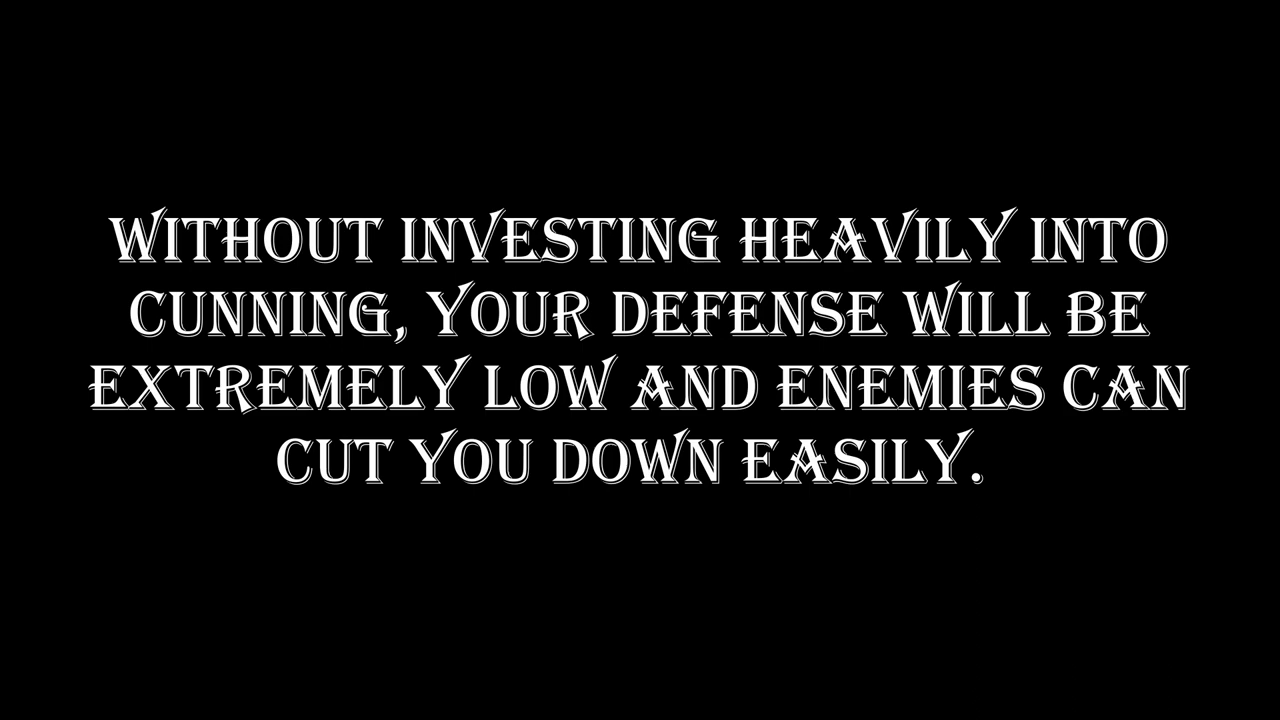 WITHOUT INVESTING HEAVILY INTO
CUNNING, YOUR DEFENSE WILL BE
EXTREMELY LOW AND ENEMIES CAN
CUT YOU DOWN EASILY.